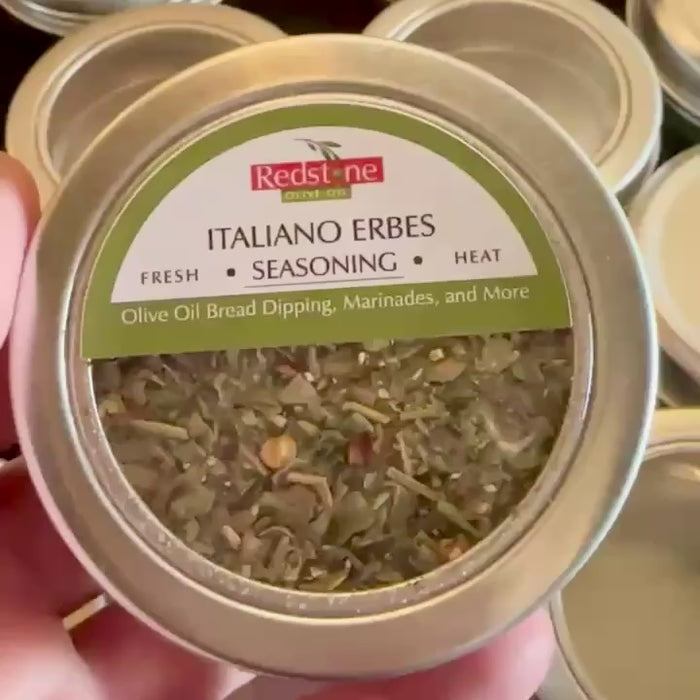 Redstone
OLIVE OIL
ITALIANO ERBES
FRESH • SEASONING • HEAT
Olive Oil Bread Dipping, Marinades, and More